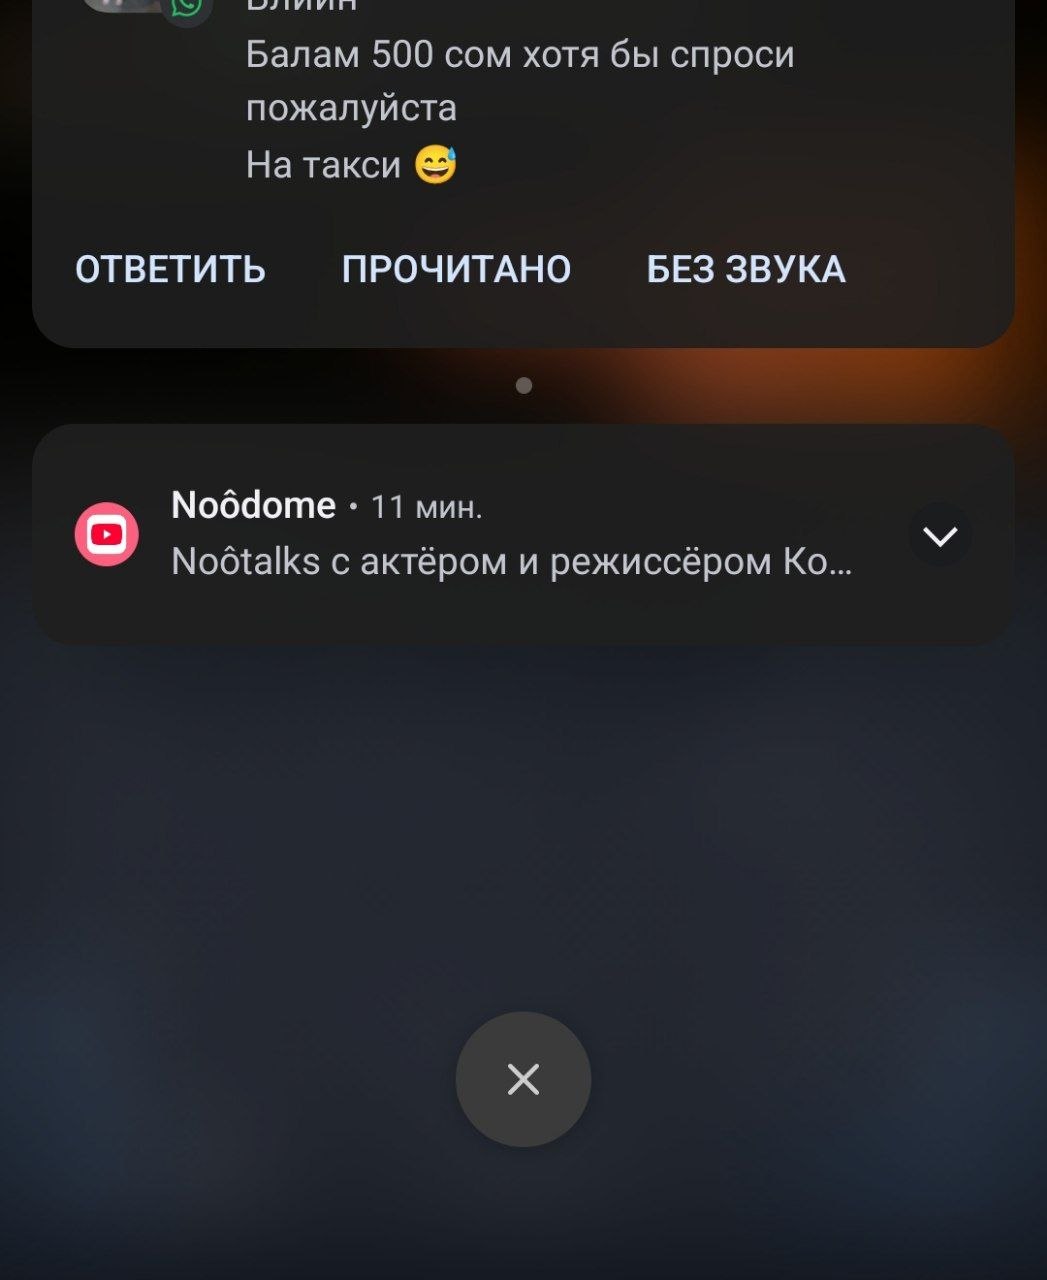 Блиин
Балам 500 сом хотя бы спроси
пожалуйста
На такси 😅
ОТВЕТИТЬ ПРОЧИТАНО БЕЗ ЗВУКА
Noôdome • 11 мин.
Noôtalks с актёром и режиссёром Ко...